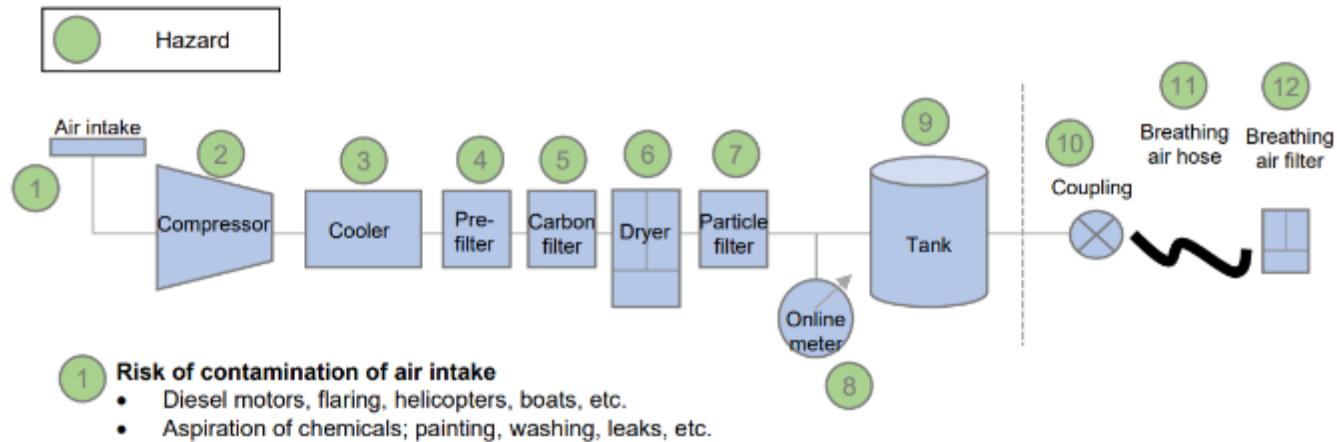 Hazard
11
12
9
Air intake
2
10
Breathing
air hose
Breathing
air filter
1
3
4
5
6
7
Coupling
Compressor
Cooler
Pre-
filter
Carbon
filter
Dryer
Particle
filter
Tank
Online
meter
8
1 Risk of contamination of air intake
• Diesel motors, flaring, helicopters, boats, etc.
• Aspiration of chemicals; painting, washing, leaks, etc.